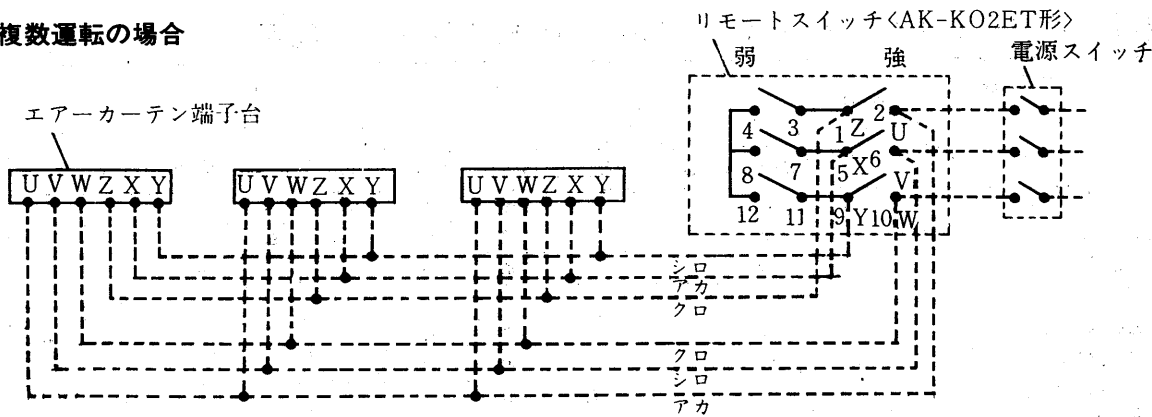 複数運転の場合
リモートスイッチ〈AK-KO2ET形〉
弱 強
電源スイッチ
エアーカーテン端子台
4 3 1 Z 2 U
8 7 5 X 6 V
12 11 9 Y 10 W
U V W Z X Y
U V W Z X Y
U V W Z X Y
シロ
アカ
クロ
クロ
シロ
アカ